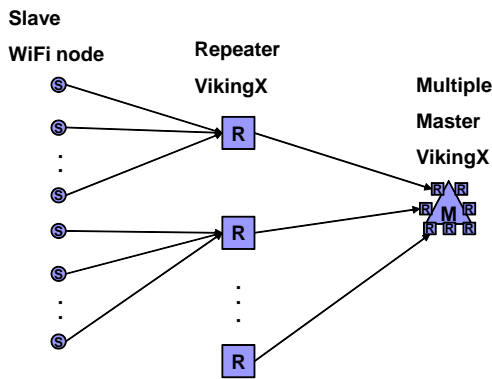 Slave
WiFi node
Repeater
VikingX
Multiple
Master
VikingX
S
S
S
S
S
S
R
R
R
R R
R M R
R R R